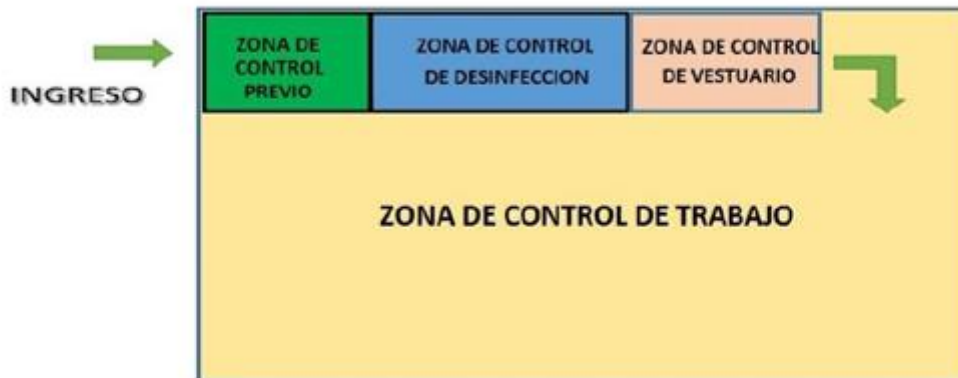 INGRESO
ZONA DE
CONTROL
PREVIO
ZONA DE CONTROL
DE DESINFECCION
ZONA DE CONTROL
DE VESTUARIO
ZONA DE CONTROL DE TRABAJO